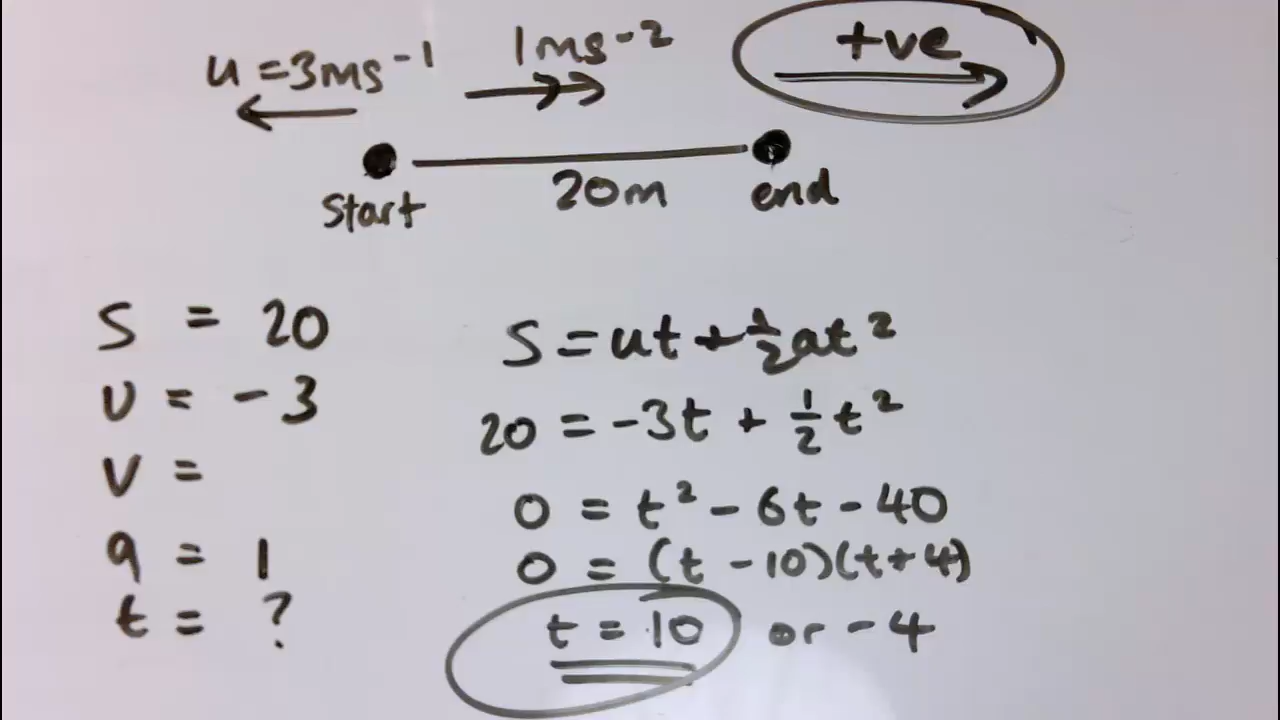 u = 3ms⁻¹
1ms⁻²
+ve
20m
start
end
S = 20
U = -3
V =
a = 1
t = ?
S = ut + ½at²
20 = -3t + ½t²
0 = t² - 6t - 40
0 = (t - 10)(t + 4)
t = 10 or -4